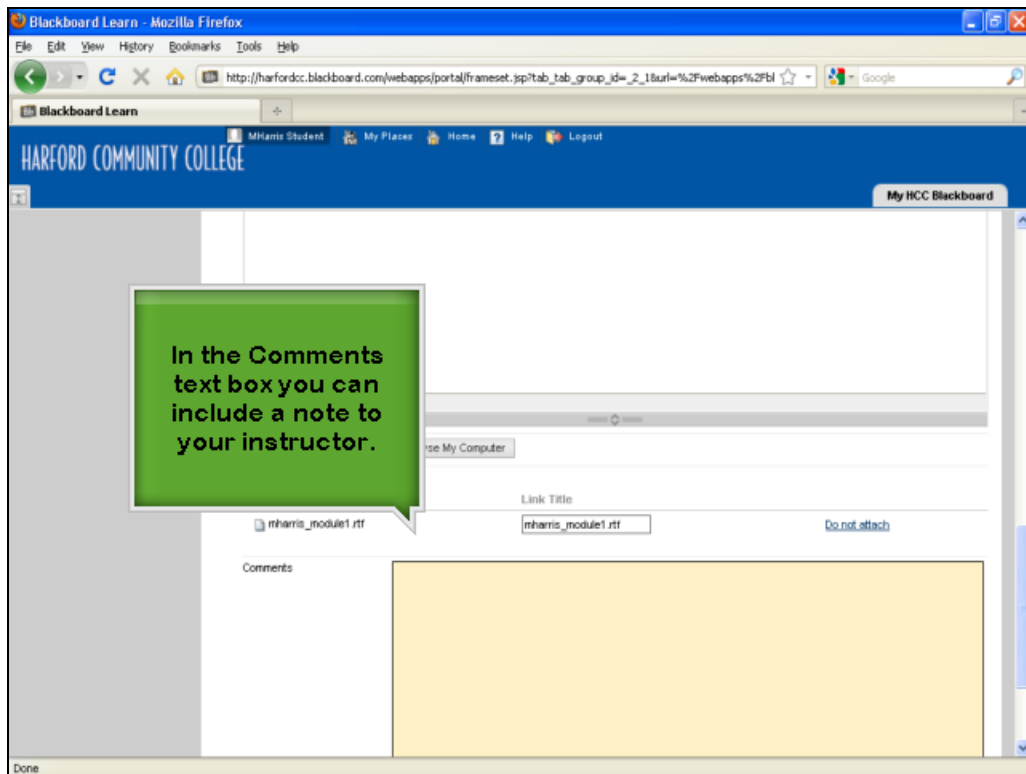 Blackboard Learn - Mozilla Firefox
File Edit View History Bookmarks Tools Help
http://harfordcc.blackboard.com/webapps/portal/frameset.jsp?tab_tab_group_id=_2_1&url=%2Fwebapps%2Fbl Google
Blackboard Learn
MHarris Student My Places Home Help Logout
HARFORD COMMUNITY COLLEGE
My HCC Blackboard
In the Comments
text box you can
include a note to
your instructor.
My Computer
Link Title
mharris_module1.rtf mharris_module1.rtf Do not attach
Comments
Done